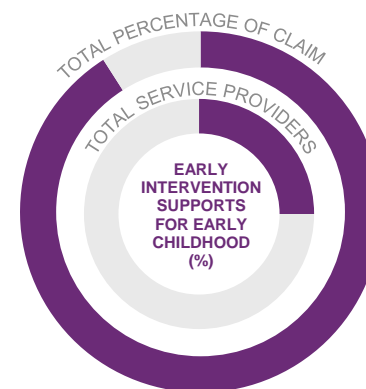 TOTAL PERCENTAGE OF CLAIM
TOTAL SERVICE PROVIDERS
EARLY
INTERVENTION
SUPPORTS
FOR EARLY
CHILDHOOD
(%)